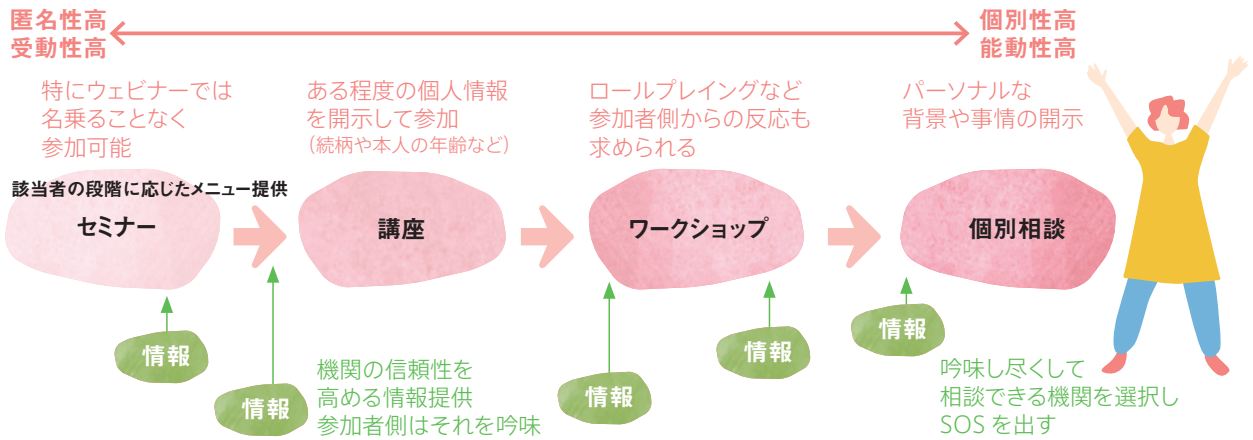 匿名性高
受動性高
個別性高
能動性高
特にウェビナーでは
名乗ることなく
参加可能
ある程度の個人情報
を開示して参加
（続柄や本人の年齢など）
ロールプレイングなど
参加者側からの反応も
求められる
パーソナルな
背景や事情の開示
該当者の段階に応じたメニュー提供
セミナー
講座
ワークショップ
個別相談
情報
情報
情報
情報
情報
機関の信頼性を
高める情報提供
参加者側はそれを吟味
吟味し尽くして
相談できる機関を選択し
SOS を出す